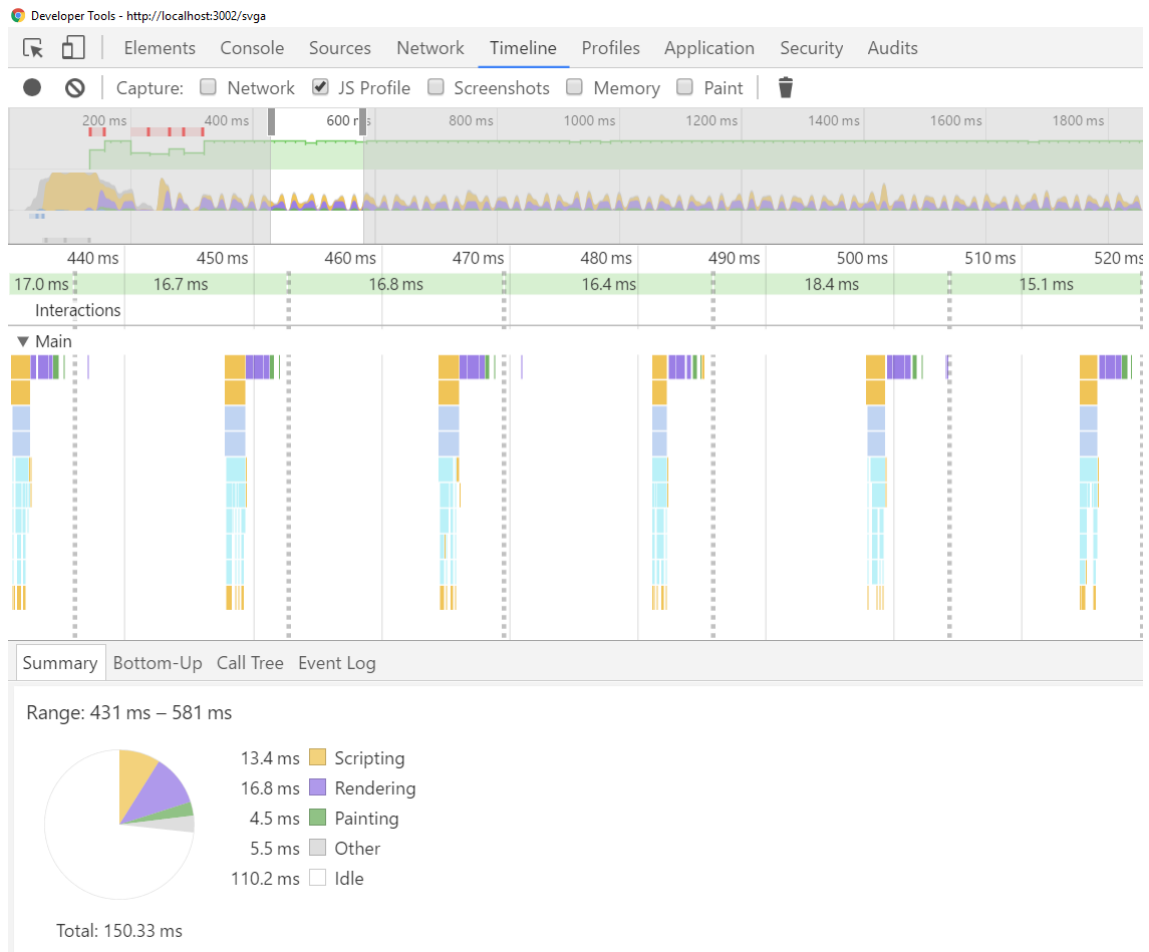 Developer Tools - http://localhost:3002/svga
Elements Console Sources Network Timeline Profiles Application Security Audits
Capture: Network JS Profile Screenshots Memory Paint
200 ms 400 ms 600 ms 800 ms 1000 ms 1200 ms 1400 ms 1600 ms 1800 ms
440 ms 450 ms 460 ms 470 ms 480 ms 490 ms 500 ms 510 ms 520 ms
17.0 ms 16.7 ms 16.8 ms 16.4 ms 18.4 ms 15.1 ms
Interactions
▼ Main
Summary Bottom-Up Call Tree Event Log
Range: 431 ms – 581 ms
13.4 ms Scripting
16.8 ms Rendering
4.5 ms Painting
5.5 ms Other
110.2 ms Idle
Total: 150.33 ms